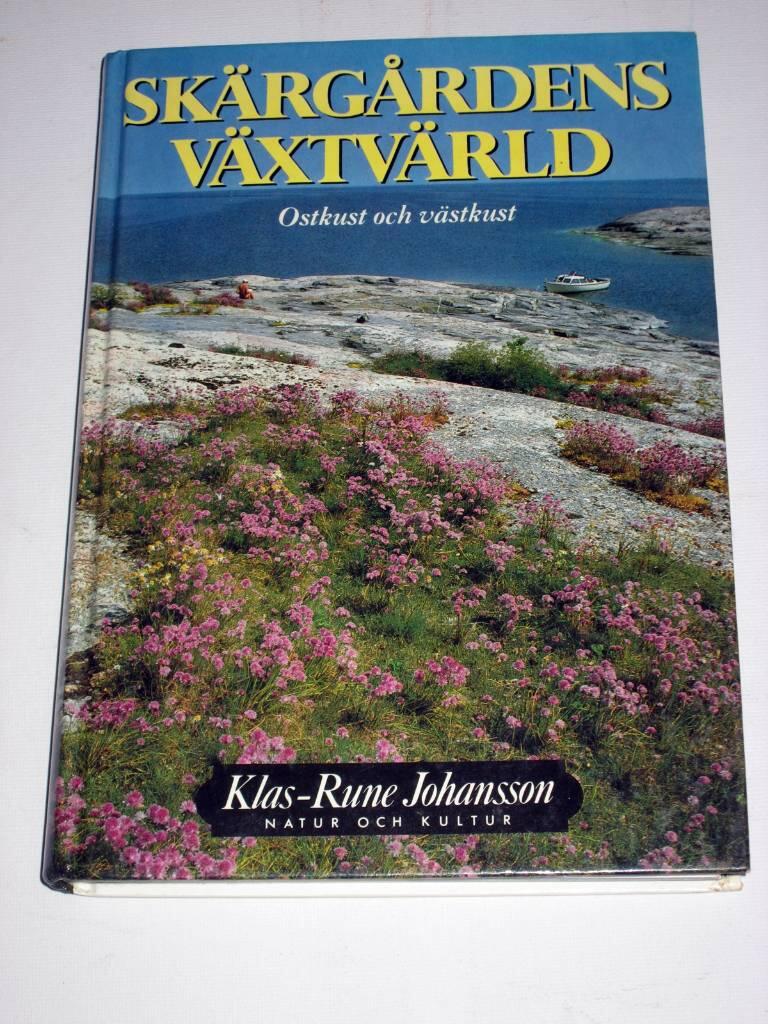 SKÄRGÅRDENS
VÄXTVÄRLD
Ostkust och västkust
Klas-Rune Johansson
NATUR OCH KULTUR